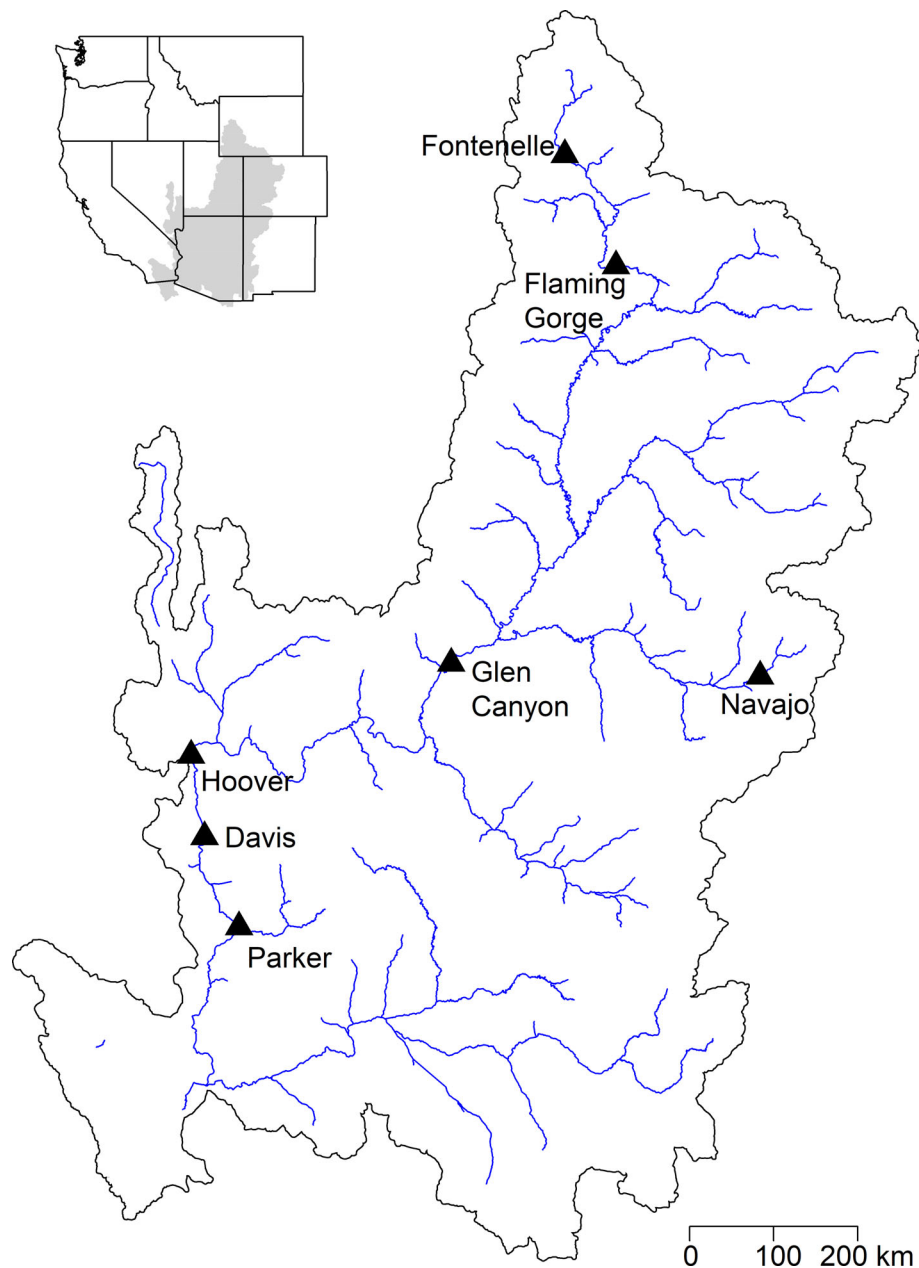 Fontenelle
Flaming
Gorge
Glen
Canyon
Navajo
Hoover
Davis
Parker
0 100 200 km